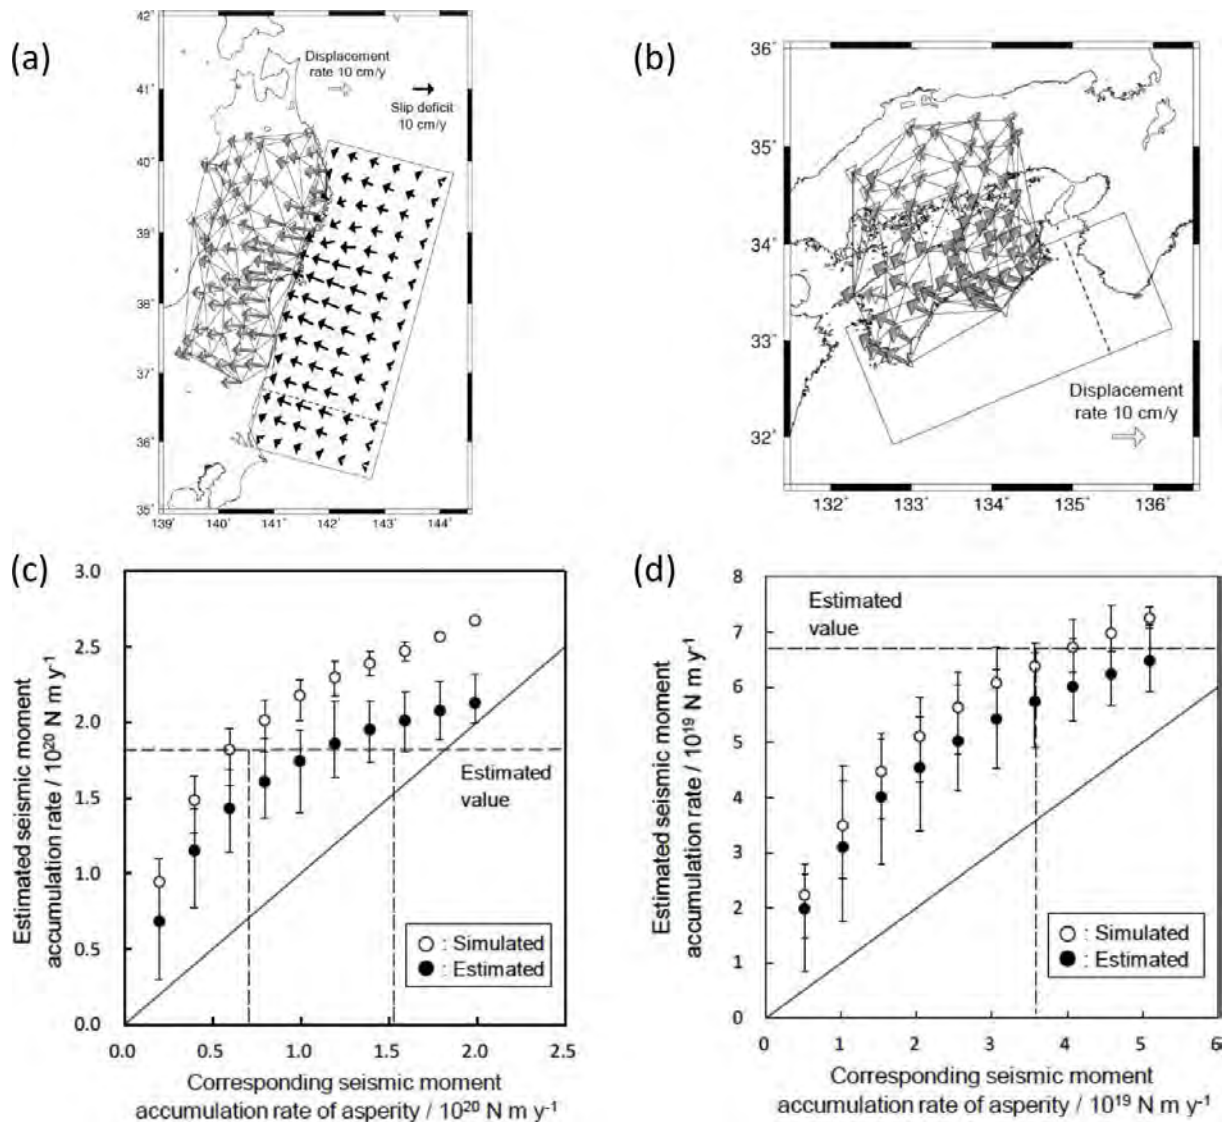 (a)
42˚
41˚
40˚
39˚
38˚
37˚
36˚
35˚
139˚ 140˚ 141˚ 142˚ 143˚ 144˚
Displacement
rate 10 cm/y
Slip deficit
10 cm/y
(b)
36˚
35˚
34˚
33˚
32˚
132˚ 133˚ 134˚ 135˚ 136˚
Displacement
rate 10 cm/y
(c)
Estimated seismic moment
accumulation rate / 10²⁰ N m y⁻¹
3.0
2.5
2.0
1.5
1.0
0.5
0.0
Estimated
value
○ : Simulated
● : Estimated
0.0 0.5 1.0 1.5 2.0 2.5
Corresponding seismic moment
accumulation rate of asperity / 10²⁰ N m y⁻¹
(d)
Estimated seismic moment
accumulation rate / 10¹⁹ N m y⁻¹
8
7
6
5
4
3
2
1
0
Estimated
value
○ : Simulated
● : Estimated
0 1 2 3 4 5 6
Corresponding seismic moment
accumulation rate of asperity / 10¹⁹ N m y⁻¹